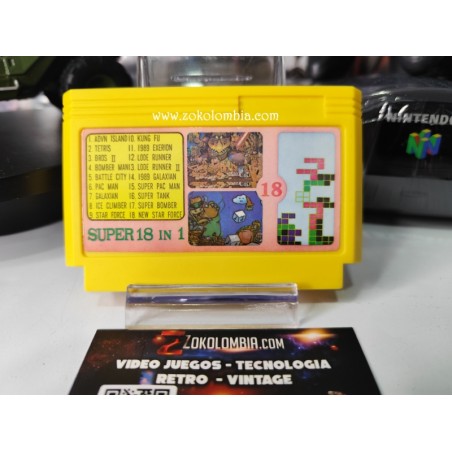 www.zokolombia.com
1 ADVN ISLAND 10 KUNG FU
2 TETRIS 11 1989 EXERION
3 BROS II 12 LODE RUNNER
4 BOMBER MAN 13 LODE RUNNER
5 BATTLE CITY 14 1989 GALAXIAN
6 PAC MAN 15 SUPER PAC MAN
7 GALAXIAN 16 SUPER TANK
8 ICE CLIMBER 17 SUPER BOMBER
9 STAR FORCE 18 NEW STAR FORCE
SUPER 18 IN 1
18
NINTENDO
ZOKOLOMBIA.COM
VIDEO JUEGOS - TECNOLOGIA
RETRO - VINTAGE